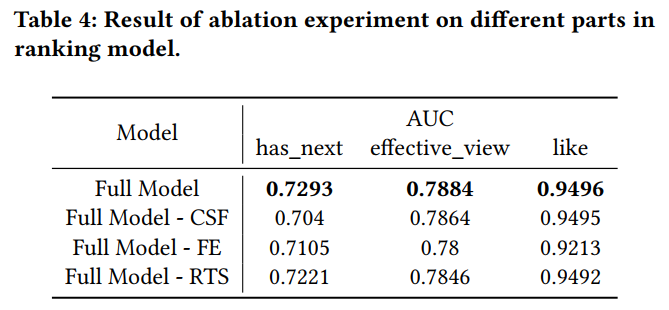 Table 4: Result of ablation experiment on different parts in
ranking model.
Model
AUC
has_next effective_view like
Full Model 0.7293 0.7884 0.9496
Full Model - CSF 0.704 0.7864 0.9495
Full Model - FE 0.7105 0.78 0.9213
Full Model - RTS 0.7221 0.7846 0.9492